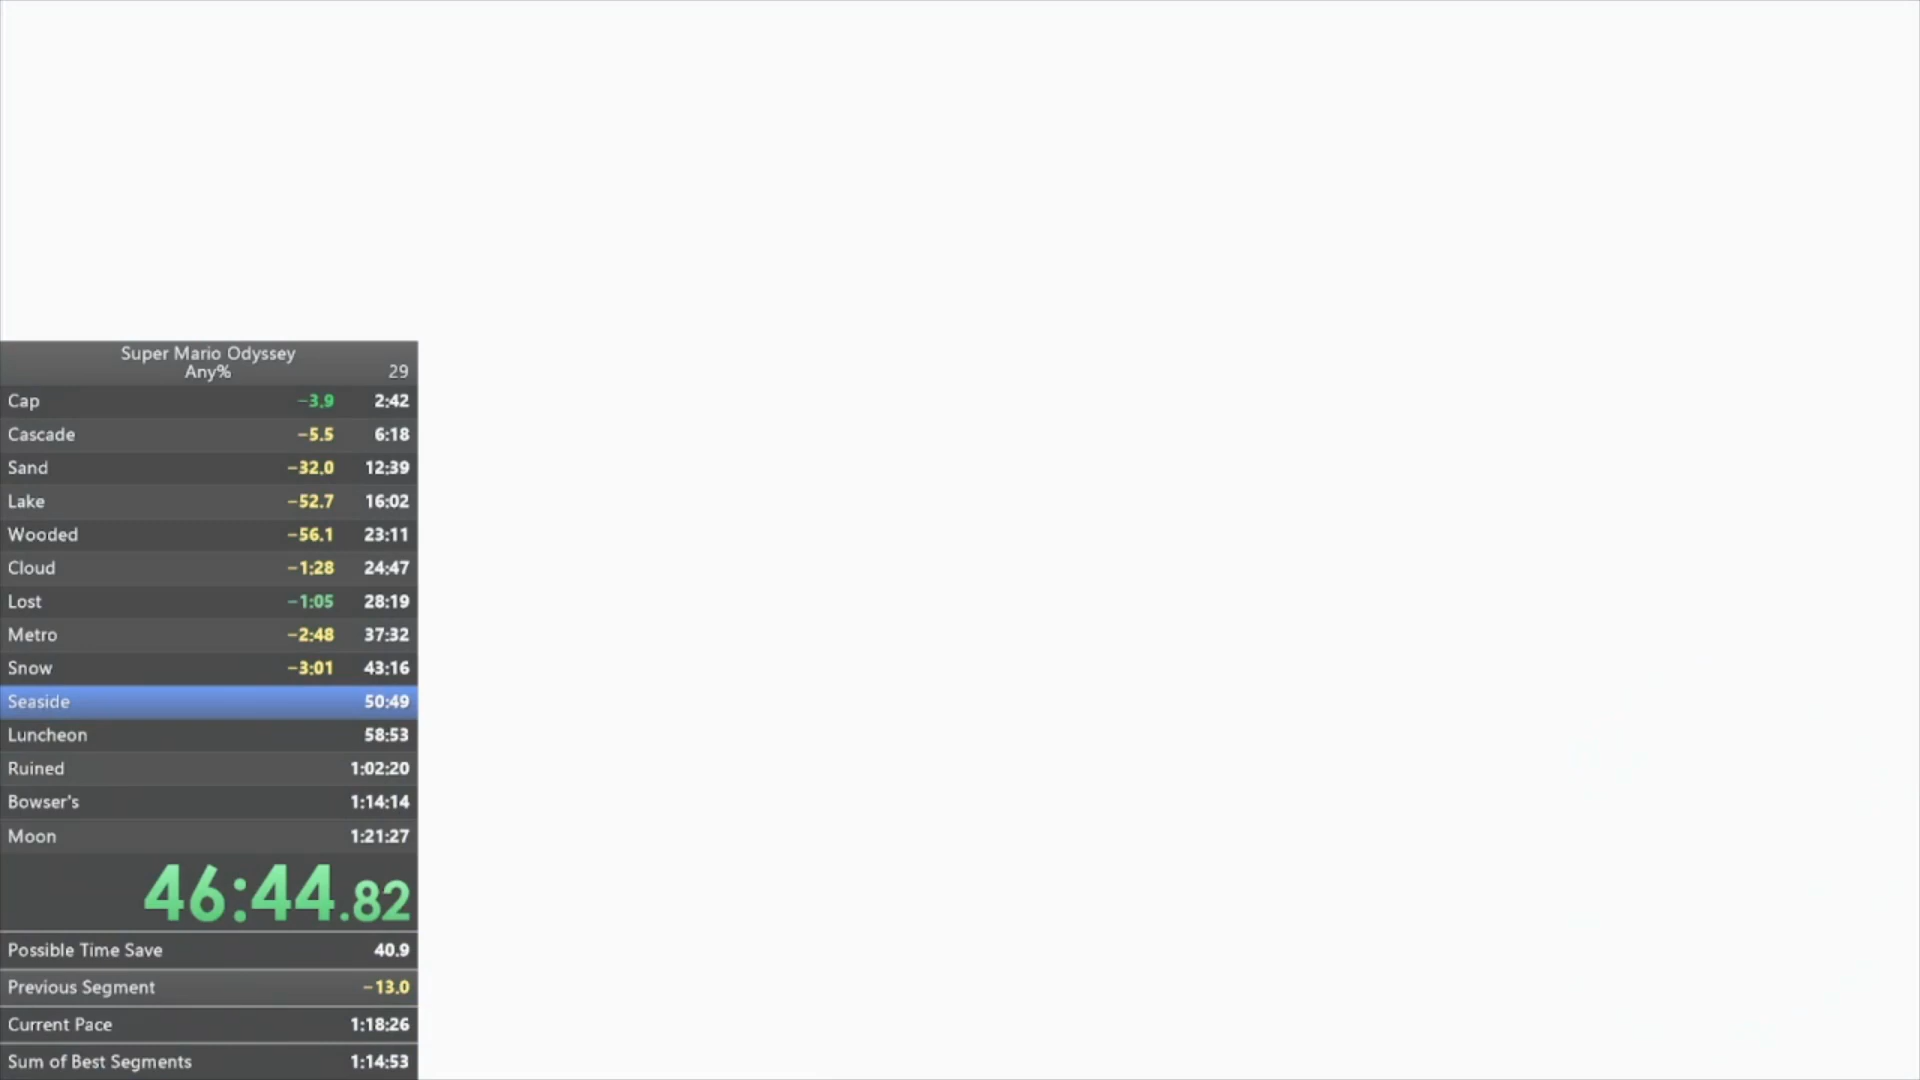 Super Mario Odyssey
Any% 29
Cap −3.9 2:42
Cascade −5.5 6:18
Sand −32.0 12:39
Lake −52.7 16:02
Wooded −56.1 23:11
Cloud −1:28 24:47
Lost −1:05 28:19
Metro −2:48 37:32
Snow −3:01 43:16
Seaside 50:49
Luncheon 58:53
Ruined 1:02:20
Bowser's 1:14:14
Moon 1:21:27
46:44.82
Possible Time Save 40.9
Previous Segment −13.0
Current Pace 1:18:26
Sum of Best Segments 1:14:53